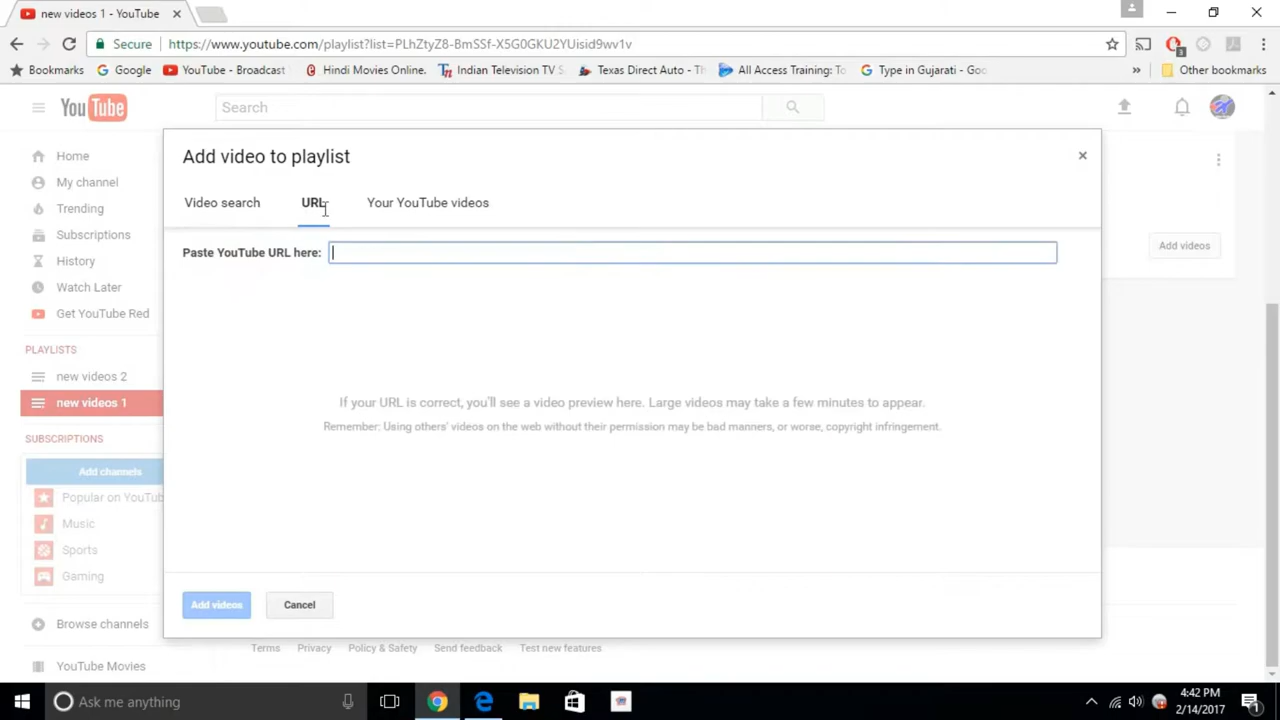 new videos 1 - YouTube
Secure
https://www.youtube.com/playlist?list=PLhZtyZ8-BmSSf-X5G0GKU2YUisid9wv1v
3
Bookmarks
Google
YouTube - Broadcast
Hindi Movies Online.
Indian Television TV S
Texas Direct Auto - Th
All Access Training: To
Type in Gujarati - Goo
»
Other bookmarks
YouTube
Search
Home
My channel
Trending
Subscriptions
History
Watch Later
Get YouTube Red
PLAYLISTS
new videos 2
new videos 1
SUBSCRIPTIONS
Add channels
Popular on YouTub
Music
Sports
Gaming
Browse channels
YouTube Movies
Add video to playlist
×
Video search
URL
Your YouTube videos
Paste YouTube URL here:
If your URL is correct, you'll see a video preview here. Large videos may take a few minutes to appear.
Remember: Using others' videos on the web without their permission may be bad manners, or worse, copyright infringement.
Add videos
Cancel
Add videos
Terms
Privacy
Policy & Safety
Send feedback
Test new features
Ask me anything
4:42 PM
2/14/2017
1